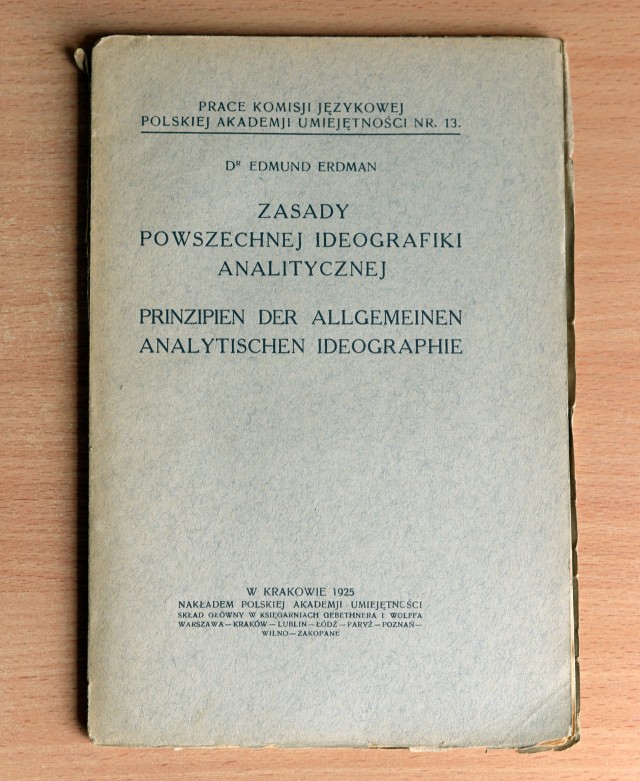 PRACE KOMISJI JĘZYKOWEJ
POLSKIEJ AKADEMJI UMIEJĘTNOŚCI NR. 13.
DR EDMUND ERDMAN
ZASADY
POWSZECHNEJ IDEOGRAFIKI
ANALITYCZNEJ
PRINZIPIEN DER ALLGEMEINEN
ANALYTISCHEN IDEOGRAPHIE
W KRAKOWIE 1925
NAKŁADEM POLSKIEJ AKADEMJI UMIEJĘTNOŚCI
SKŁAD GŁÓWNY W KSIĘGARNIACH GEBETHNERA I WOLFFA
WARSZAWA—KRAKÓW—LUBLIN—ŁÓDŹ—PARYŻ—POZNAŃ—
WILNO—ZAKOPANE